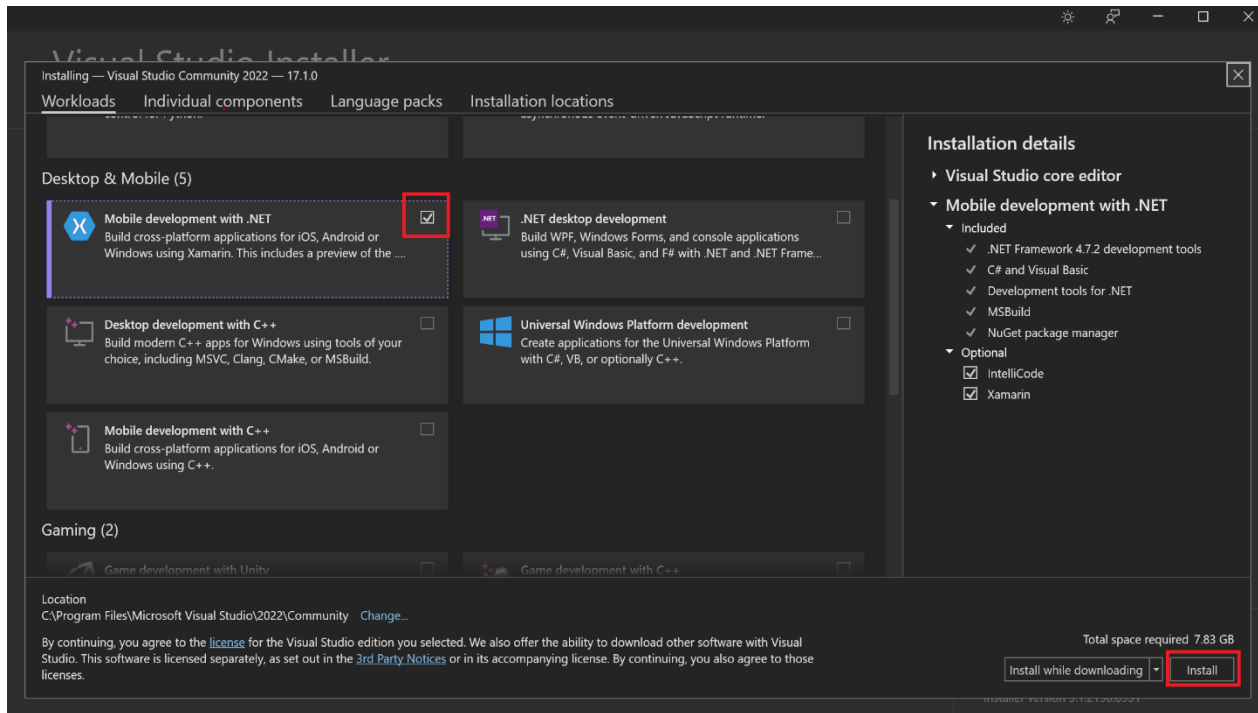 Visual Studio Installer
Installing — Visual Studio Community 2022 — 17.1.0
Workloads Individual components Language packs Installation locations
control for Python.
asynchronous event-driven JavaScript runtime.
Desktop & Mobile (5)
Mobile development with .NET
Build cross-platform applications for iOS, Android or
Windows using Xamarin. This includes a preview of the ....
.NET
.NET desktop development
Build WPF, Windows Forms, and console applications
using C#, Visual Basic, and F# with .NET and .NET Frame...
Desktop development with C++
Build modern C++ apps for Windows using tools of your
choice, including MSVC, Clang, CMake, or MSBuild.
Universal Windows Platform development
Create applications for the Universal Windows Platform
with C#, VB, or optionally C++.
Mobile development with C++
Build cross-platform applications for iOS, Android or
Windows using C++.
Gaming (2)
Game development with Unity
Game development with C++
Installation details
Visual Studio core editor
Mobile development with .NET
Included
.NET Framework 4.7.2 development tools
C# and Visual Basic
Development tools for .NET
MSBuild
NuGet package manager
Optional
IntelliCode
Xamarin
Location
C:\Program Files\Microsoft Visual Studio\2022\Community Change...
By continuing, you agree to the license for the Visual Studio edition you selected. We also offer the ability to download other software with Visual
Studio. This software is licensed separately, as set out in the 3rd Party Notices or in its accompanying license. By continuing, you also agree to those
licenses.
Total space required 7.83 GB
Install while downloading
Install
Installer version